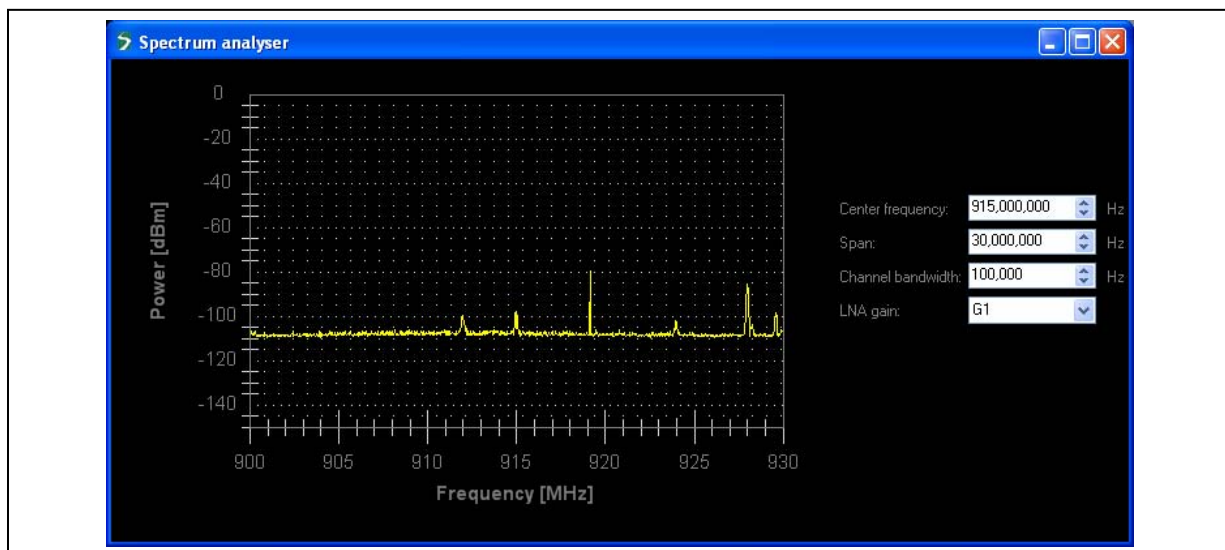 Spectrum analyser
0
-20
-40
-60
-80
-100
-120
-140
Power [dBm]
900 905 910 915 920 925 930
Frequency [MHz]
Center frequency: 915,000,000 Hz
Span: 30,000,000 Hz
Channel bandwidth: 100,000 Hz
LNA gain: G1